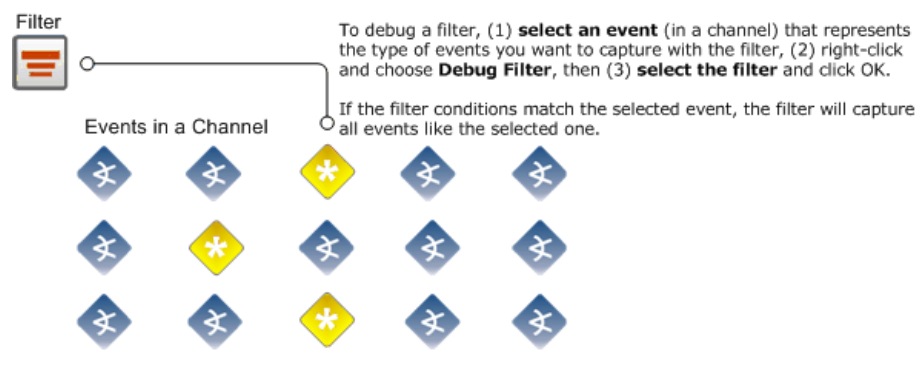 Filter
To debug a filter, (1) select an event (in a channel) that represents
the type of events you want to capture with the filter, (2) right-click
and choose Debug Filter, then (3) select the filter and click OK.
If the filter conditions match the selected event, the filter will capture
all events like the selected one.
Events in a Channel